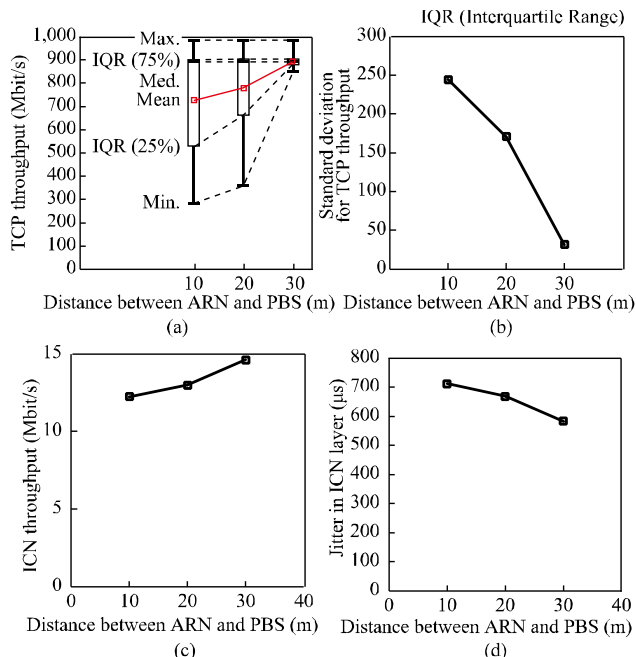 IQR (Interquartile Range)
TCP throughput (Mbit/s)
1,000
900
800
700
600
500
400
300
200
100
0
Max.
IQR (75%)
Med.
Mean
IQR (25%)
Min.
10 20 30
Distance between ARN and PBS (m)
(a)
Standard deviation
for TCP throughput
300
250
200
150
100
50
0
10 20 30
Distance between ARN and PBS (m)
(b)
ICN throughput (Mbit/s)
15
10
5
0
0 10 20 30 40
Distance between ARN and PBS (m)
(c)
Jitter in ICN layer (μs)
800
700
600
500
400
300
200
100
0
0 10 20 30 40
Distance between ARN and PBS (m)
(d)